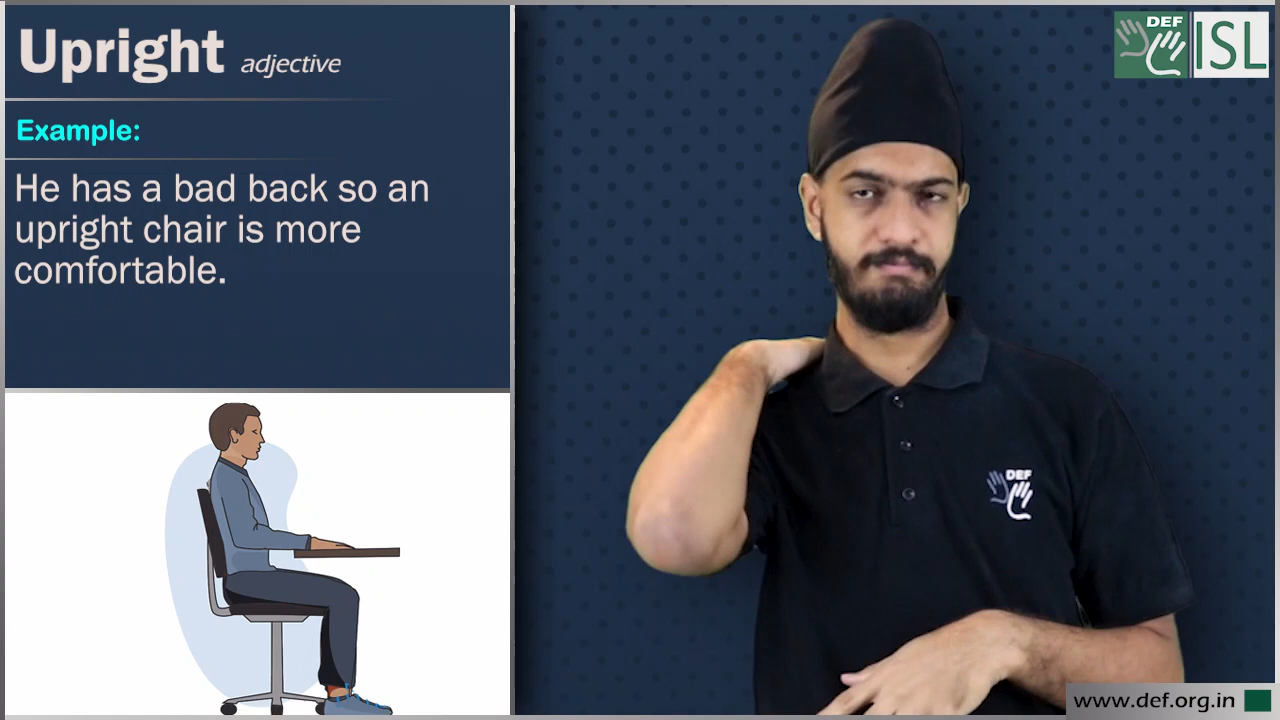 Upright adjective
Example:
He has a bad back so an
upright chair is more
comfortable.
DEF
ISL
DEF
www.def.org.in